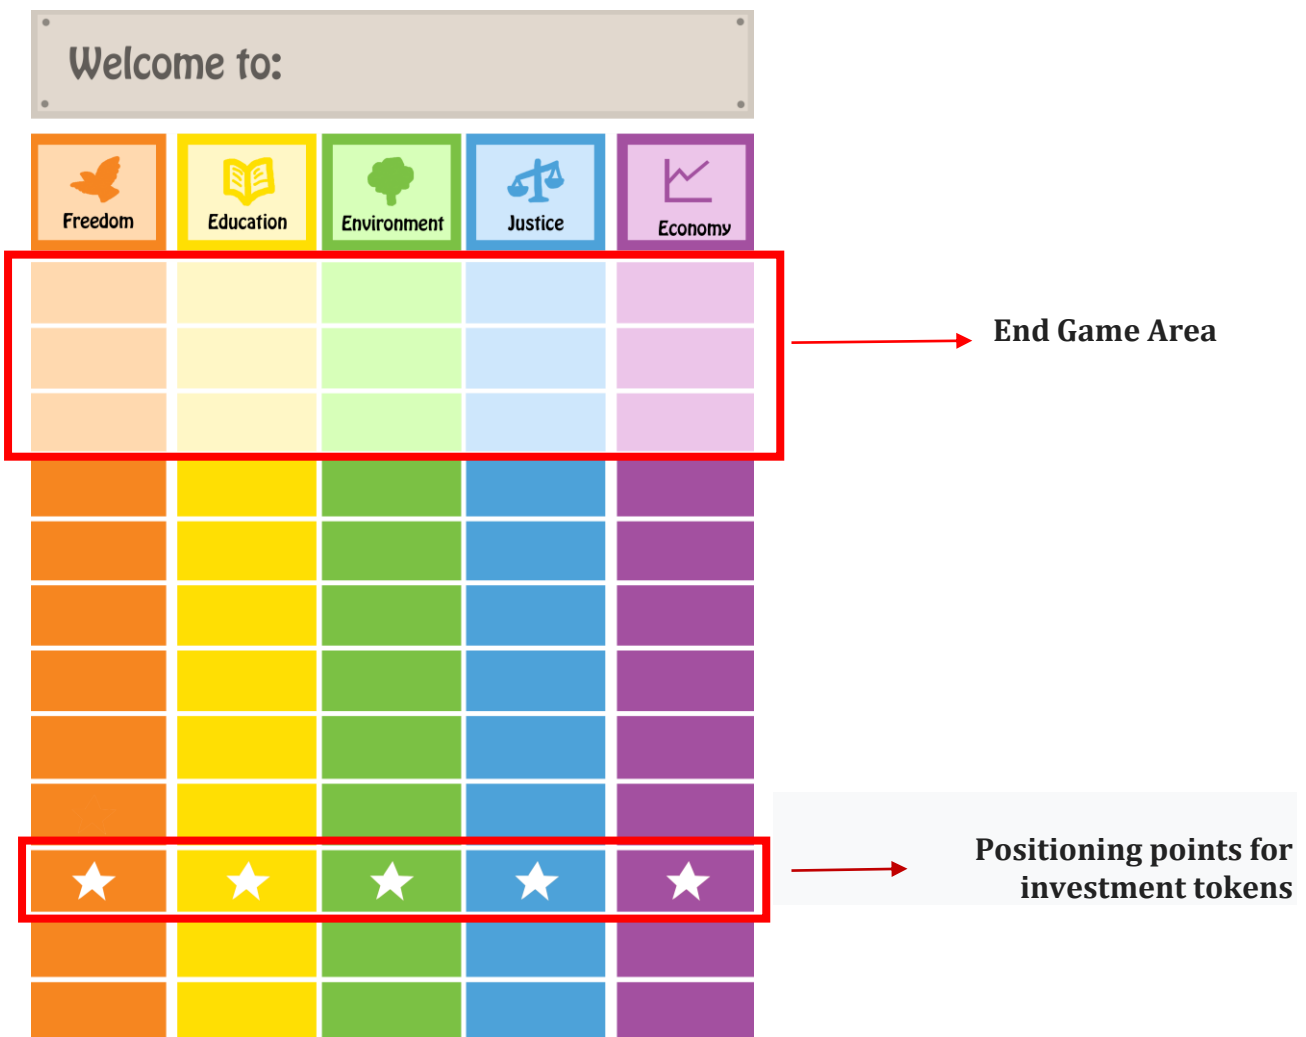 Welcome to:
Freedom
Education
Environment
Justice
Economy
End Game Area
Positioning points for
investment tokens